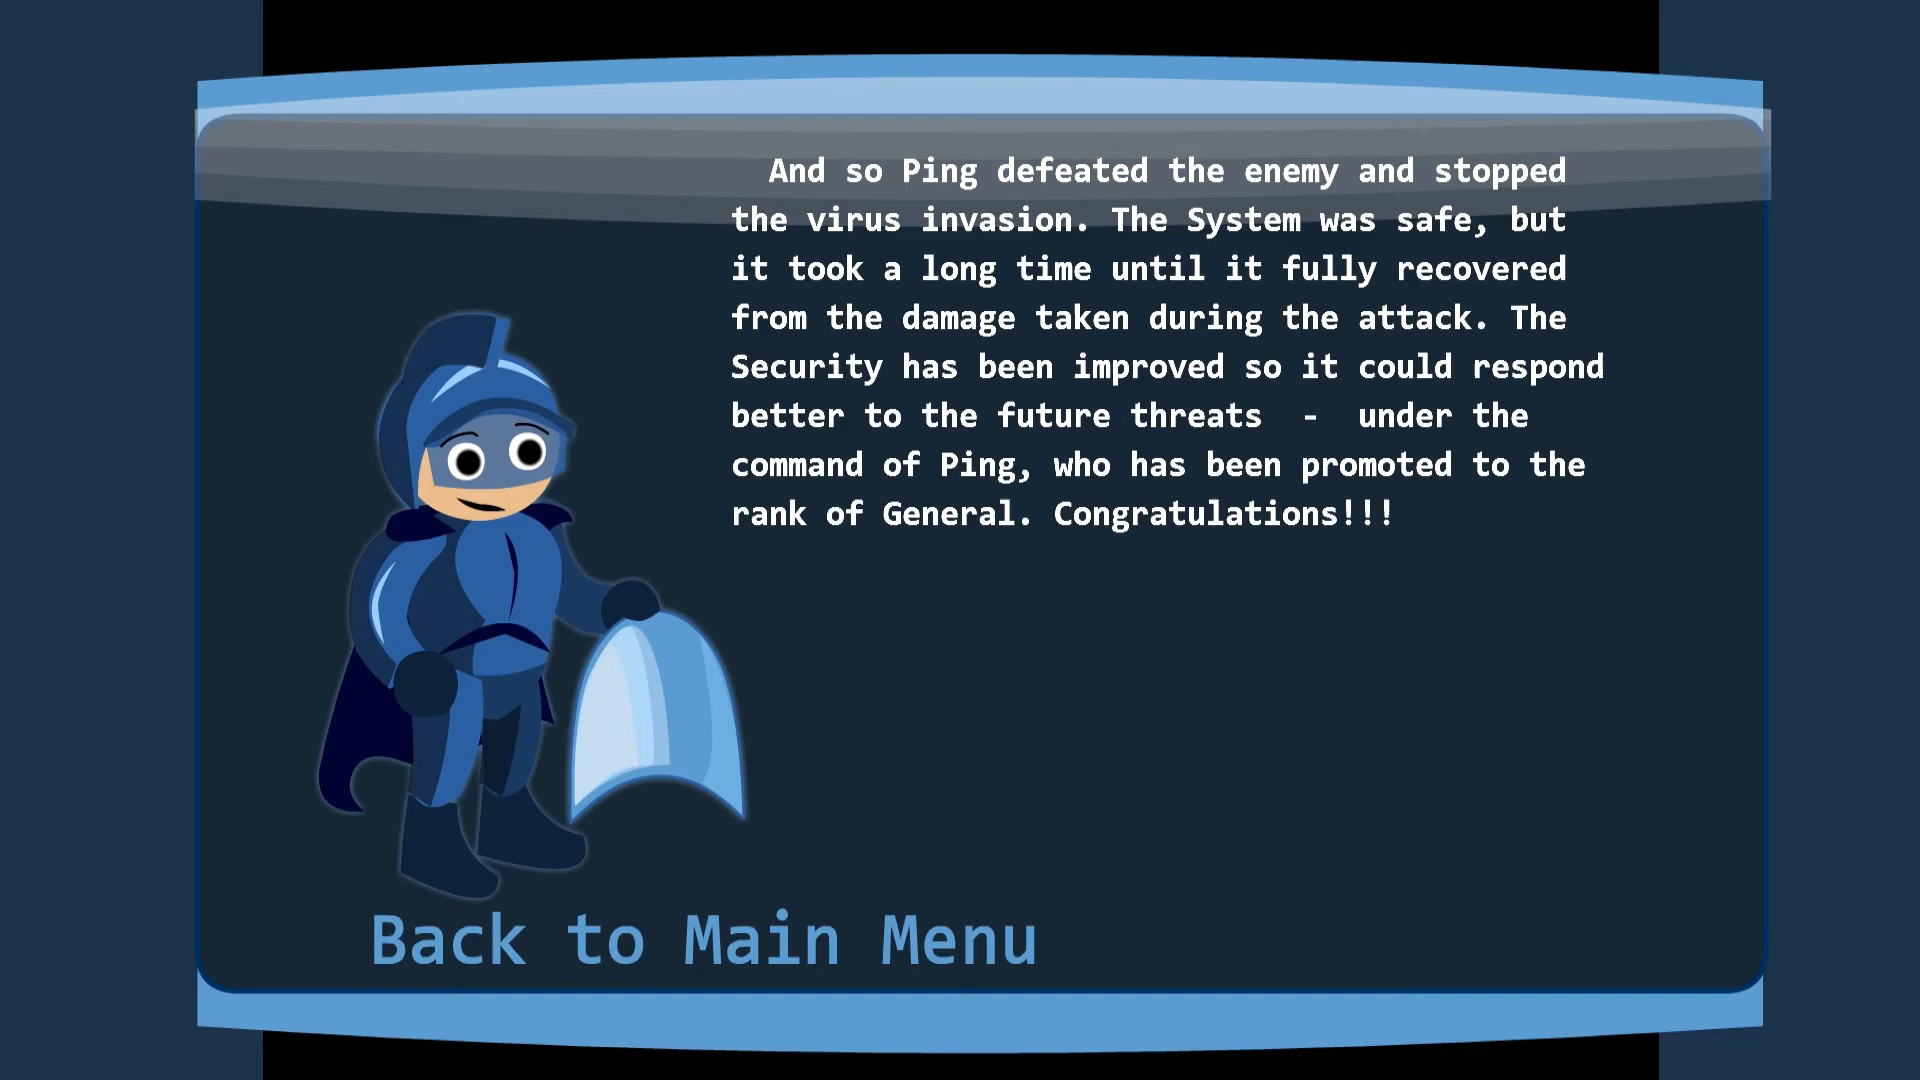 And so Ping defeated the enemy and stopped
the virus invasion. The System was safe, but
it took a long time until it fully recovered
from the damage taken during the attack. The
Security has been improved so it could respond
better to the future threats  -  under the
command of Ping, who has been promoted to the
rank of General. Congratulations!!!
Back to Main Menu